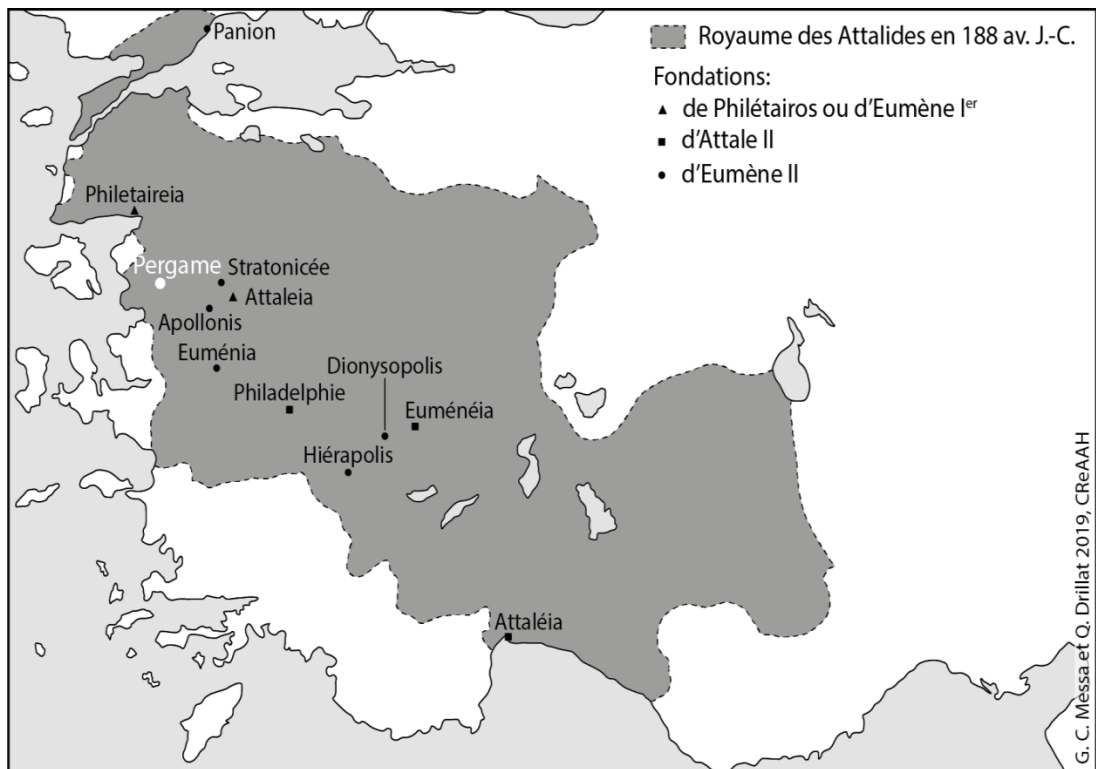 Panion
Royaume des Attalides en 188 av. J.-C.
Fondations:
de Philétairos ou d'Eumène Ier
d'Attale II
d'Eumène II
Philetaireia
Pergame
Stratonicée
Attaleia
Apollonis
Euménia
Dionysopolis
Philadelphie
Euménéia
Hiérapolis
Attaléia
G. C. Messa et Q. Drillat 2019, CReAAH